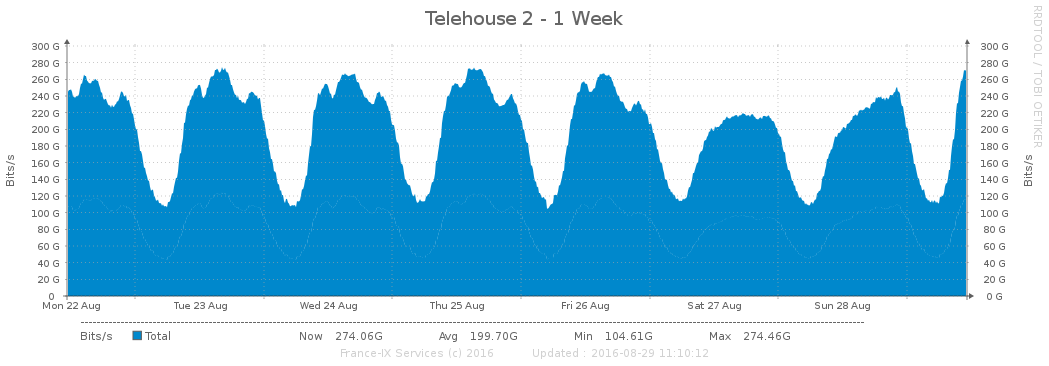 Telehouse 2 - 1 Week
RRDTOOL / TOBI OETIKER
Bits/s
300 G 300 G
280 G 280 G
260 G 260 G
240 G 240 G
220 G 220 G
200 G 200 G
180 G 180 G
160 G 160 G
140 G 140 G
120 G 120 G
100 G 100 G
80 G 80 G
60 G 60 G
40 G 40 G
20 G 20 G
0 0 G
Bits/s
Mon 22 Aug Tue 23 Aug Wed 24 Aug Thu 25 Aug Fri 26 Aug Sat 27 Aug Sun 28 Aug
Bits/s Total Now 274.06G Avg 199.70G Min 104.61G Max 274.46G
France-IX Services (c) 2016 Updated : 2016-08-29 11:10:12